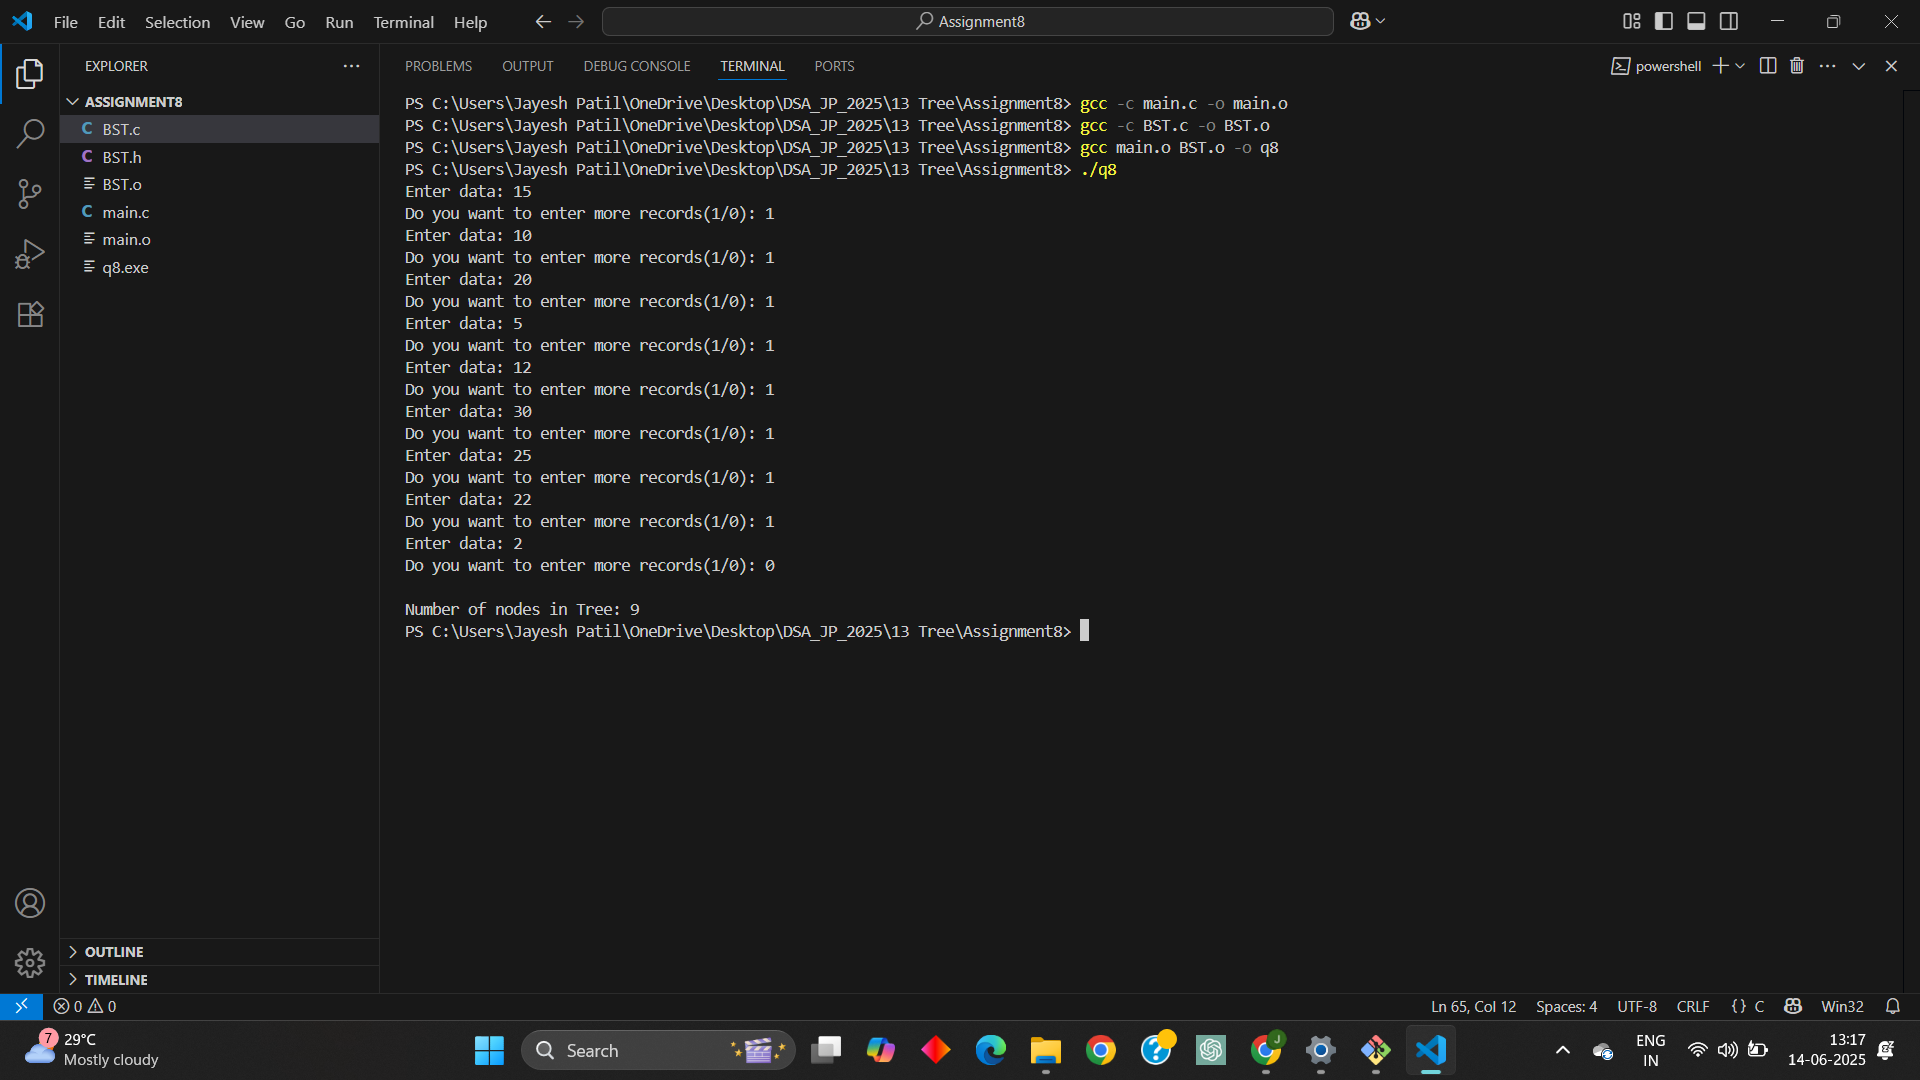 File Edit Selection View Go Run Terminal Help
Assignment8
EXPLORER
ASSIGNMENT8
C BST.c
C BST.h
BST.o
C main.c
main.o
q8.exe
OUTLINE
TIMELINE
PROBLEMS OUTPUT DEBUG CONSOLE TERMINAL PORTS
powershell
PS C:\Users\Jayesh Patil\OneDrive\Desktop\DSA_JP_2025\13 Tree\Assignment8> gcc -c main.c -o main.o
PS C:\Users\Jayesh Patil\OneDrive\Desktop\DSA_JP_2025\13 Tree\Assignment8> gcc -c BST.c -o BST.o
PS C:\Users\Jayesh Patil\OneDrive\Desktop\DSA_JP_2025\13 Tree\Assignment8> gcc main.o BST.o -o q8
PS C:\Users\Jayesh Patil\OneDrive\Desktop\DSA_JP_2025\13 Tree\Assignment8> ./q8
Enter data: 15
Do you want to enter more records(1/0): 1
Enter data: 10
Do you want to enter more records(1/0): 1
Enter data: 20
Do you want to enter more records(1/0): 1
Enter data: 5
Do you want to enter more records(1/0): 1
Enter data: 12
Do you want to enter more records(1/0): 1
Enter data: 30
Do you want to enter more records(1/0): 1
Enter data: 25
Do you want to enter more records(1/0): 1
Enter data: 22
Do you want to enter more records(1/0): 1
Enter data: 2
Do you want to enter more records(1/0): 0
Number of nodes in Tree: 9
PS C:\Users\Jayesh Patil\OneDrive\Desktop\DSA_JP_2025\13 Tree\Assignment8>
0 0
Ln 65, Col 12 Spaces: 4 UTF-8 CRLF {} C Win32
7 29°C
Mostly cloudy
Search
J
ENG
IN
13:17
14-06-2025